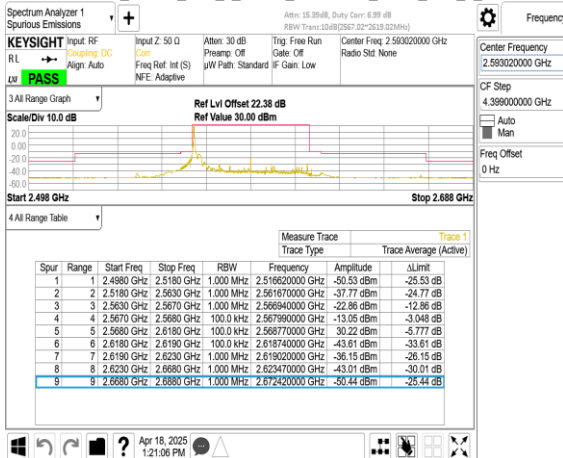 Spectrum Analyzer 1
Spurious Emissions
Attn: 15.39dB, Duty Corr: 6.99 dB
RBW Trans:10dB(2567.02~2619.02MHz)
Frequency
KEYSIGHT
RL
LXI
PASS
Input: RF
Coupling: DC
Align: Auto
Input Z: 50 Ω
Corr
Freq Ref: Int (S)
NFE: Adaptive
Atten: 30 dB
Preamp: Off
µW Path: Standard
Trig: Free Run
Gate: Off
IF Gain: Low
Center Freq: 2.593020000 GHz
Radio Std: None
Center Frequency
2.593020000 GHz
CF Step
4.399000000 GHz
Auto
Man
Freq Offset
0 Hz
3 All Range Graph
Scale/Div 10.0 dB
Ref Lvl Offset 22.38 dB
Ref Value 30.00 dBm
20.0
0.00
-20.0
-40.0
-60.0
Start 2.498 GHz
Stop 2.688 GHz
4 All Range Table
Measure Trace Trace 1
Trace Type Trace Average (Active)
Spur Range Start Freq Stop Freq RBW Frequency Amplitude ΔLimit
1 1 2.4980 GHz 2.5180 GHz 1.000 MHz 2.516620000 GHz -50.53 dBm -25.53 dB
2 2 2.5180 GHz 2.5630 GHz 1.000 MHz 2.561670000 GHz -37.77 dBm -24.77 dB
3 3 2.5630 GHz 2.5670 GHz 1.000 MHz 2.566940000 GHz -22.86 dBm -12.86 dB
4 4 2.5670 GHz 2.5680 GHz 100.0 kHz 2.567990000 GHz -13.05 dBm -3.048 dB
5 5 2.5680 GHz 2.6180 GHz 100.0 kHz 2.568770000 GHz 30.22 dBm -5.777 dB
6 6 2.6180 GHz 2.6190 GHz 100.0 kHz 2.618740000 GHz -43.61 dBm -33.61 dB
7 7 2.6190 GHz 2.6230 GHz 1.000 MHz 2.619020000 GHz -36.15 dBm -26.15 dB
8 8 2.6230 GHz 2.6680 GHz 1.000 MHz 2.623470000 GHz -43.01 dBm -30.01 dB
9 9 2.6680 GHz 2.6880 GHz 1.000 MHz 2.672420000 GHz -50.44 dBm -25.44 dB
?
Apr 18, 2025
1:21:06 PM